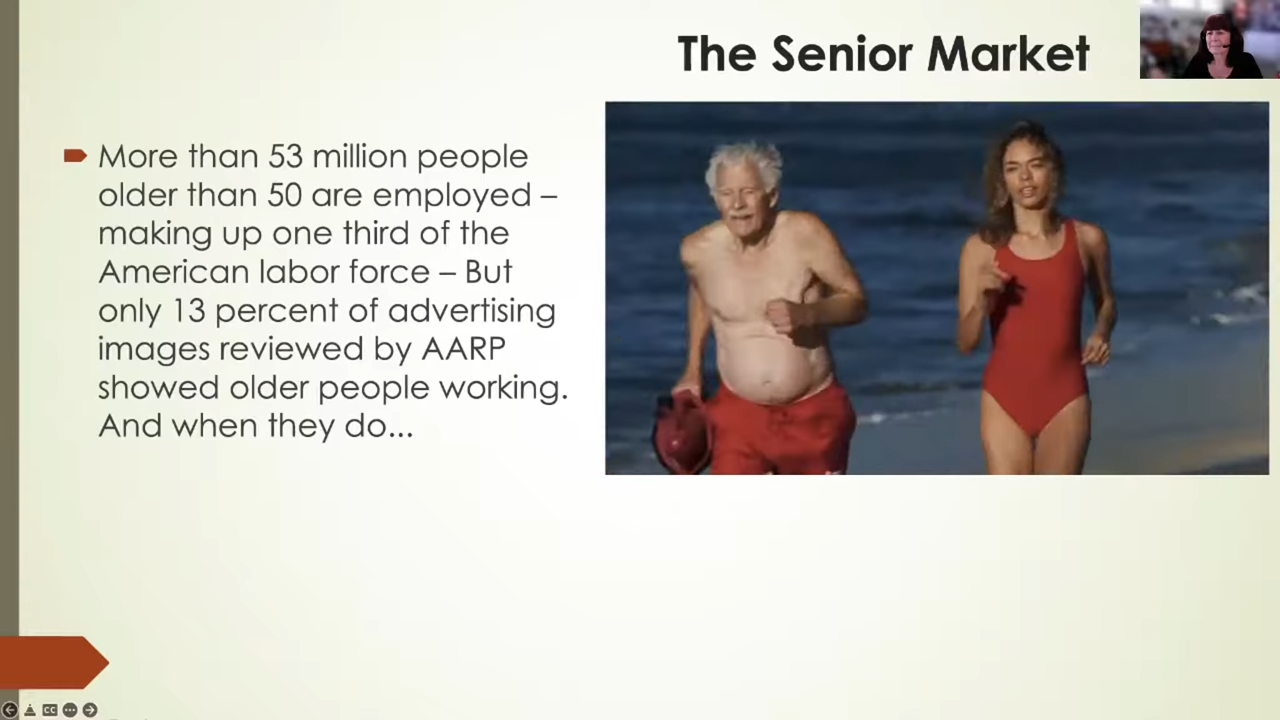 The Senior Market
More than 53 million people
older than 50 are employed –
making up one third of the
American labor force – But
only 13 percent of advertising
images reviewed by AARP
showed older people working.
And when they do...
CC